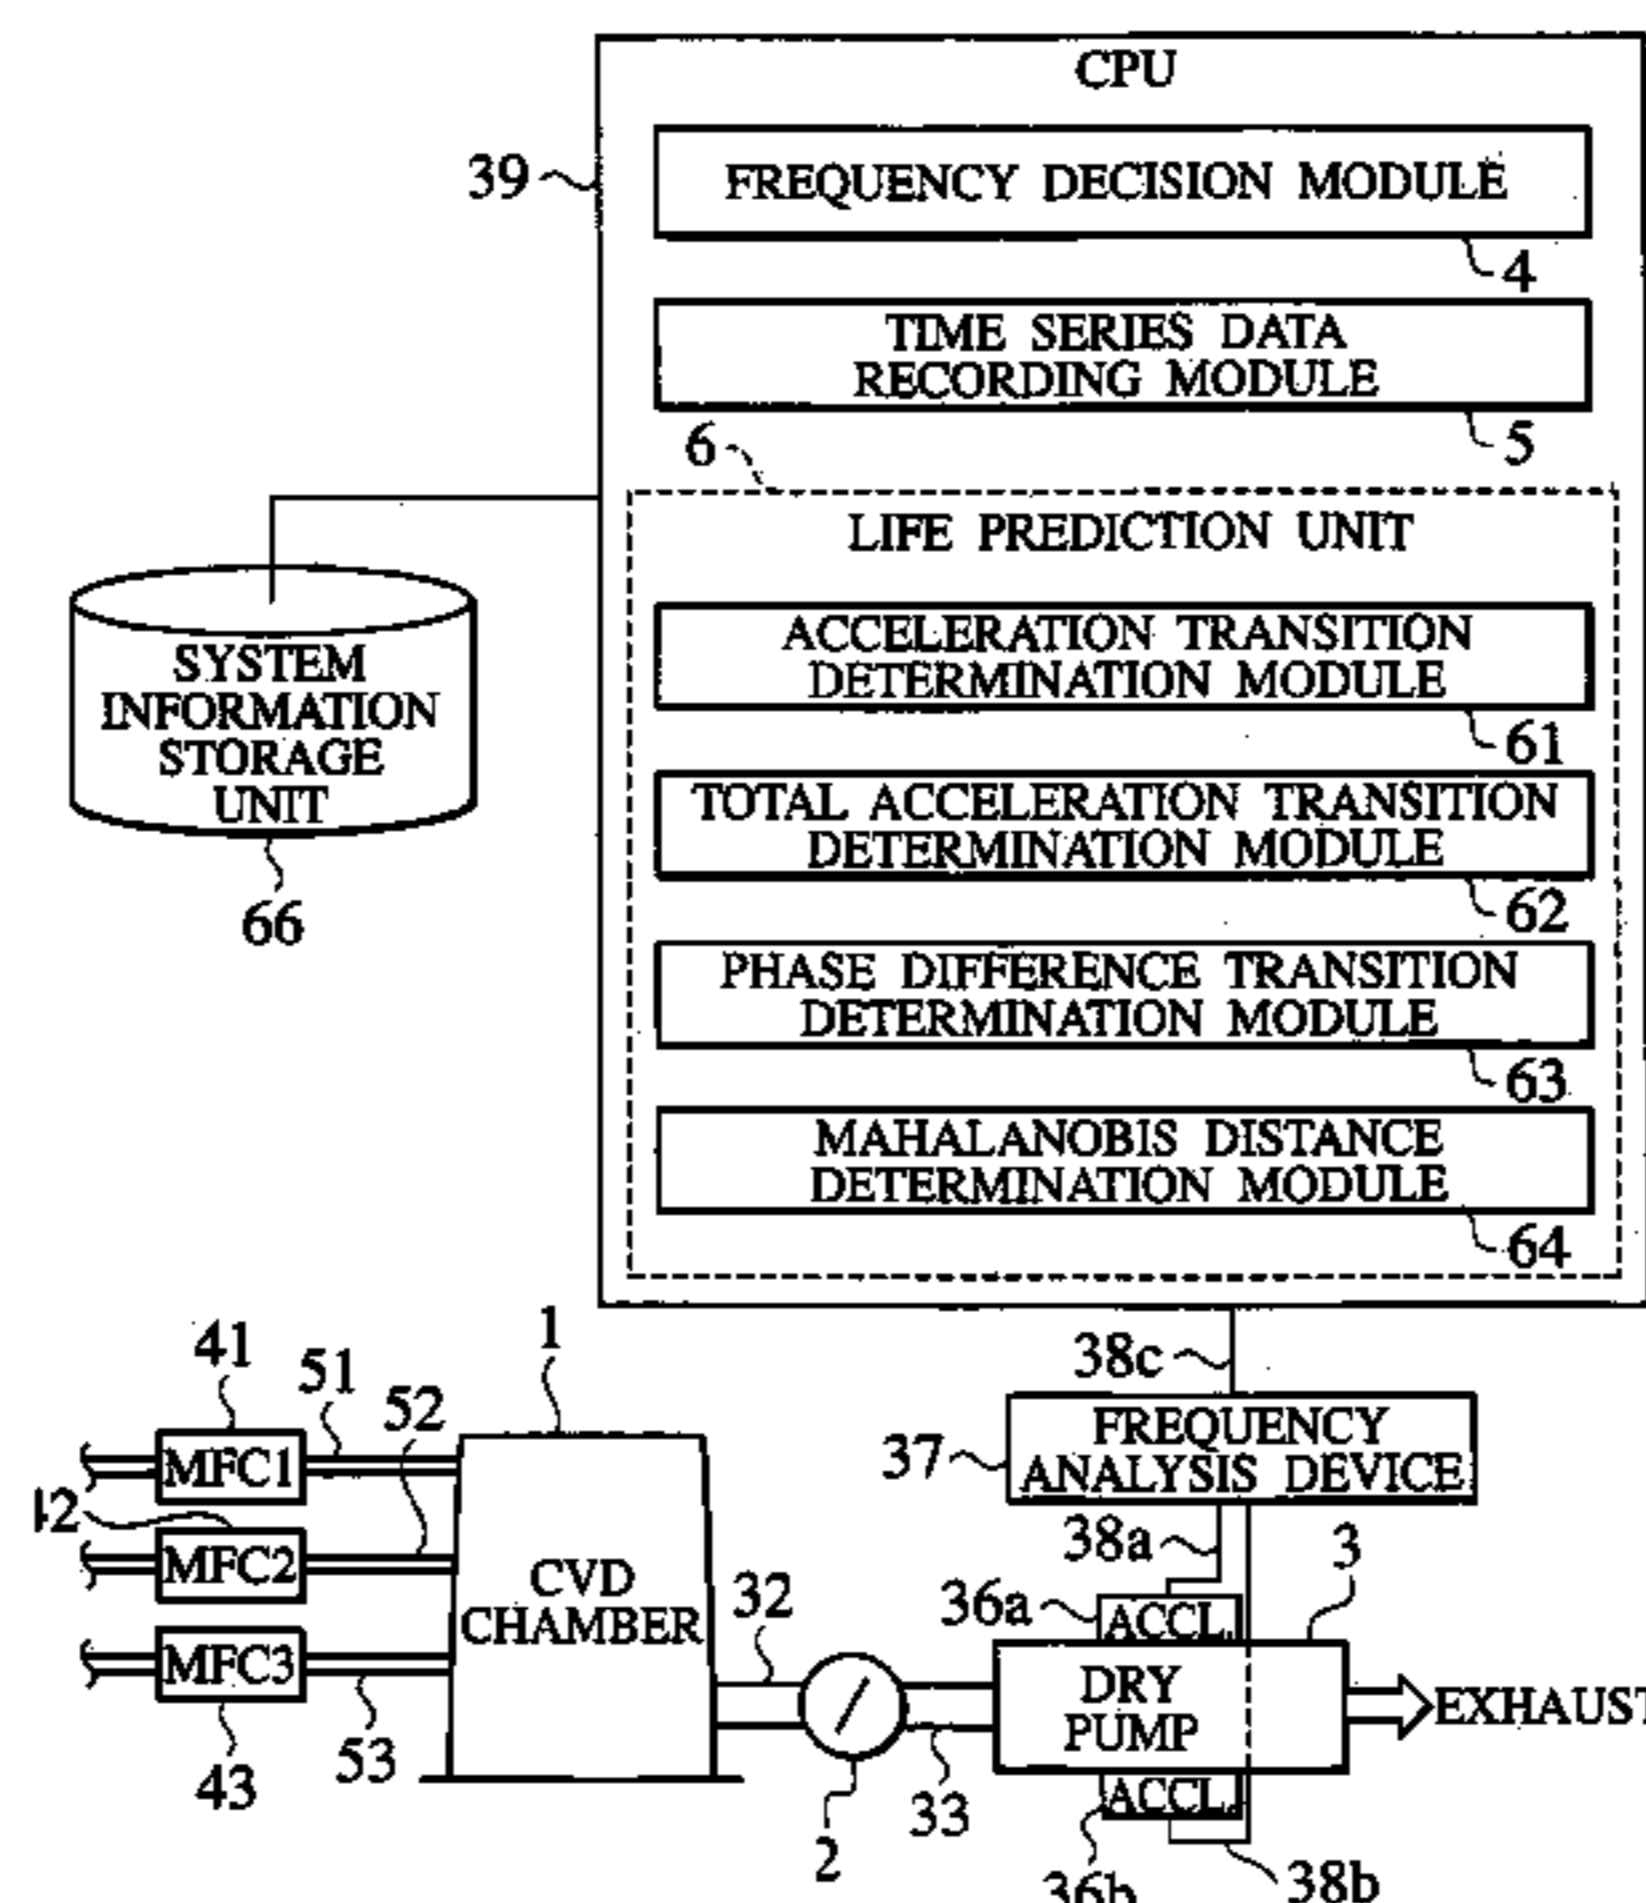 CPU
39
FREQUENCY DECISION MODULE
4
TIME SERIES DATA
RECORDING MODULE
5
6
LIFE PREDICTION UNIT
ACCELERATION TRANSITION
DETERMINATION MODULE
61
TOTAL ACCELERATION TRANSITION
DETERMINATION MODULE
62
PHASE DIFFERENCE TRANSITION
DETERMINATION MODULE
63
MAHALANOBIS DISTANCE
DETERMINATION MODULE
64
SYSTEM
INFORMATION
STORAGE
UNIT
66
41
51
52
1
MFC1
42
MFC2
MFC3
43
53
CVD
CHAMBER
32
2
33
38c
37
FREQUENCY
ANALYSIS DEVICE
38a
3
36a
ACCL.
DRY
PUMP
EXHAUST
ACCL.
36b
38b